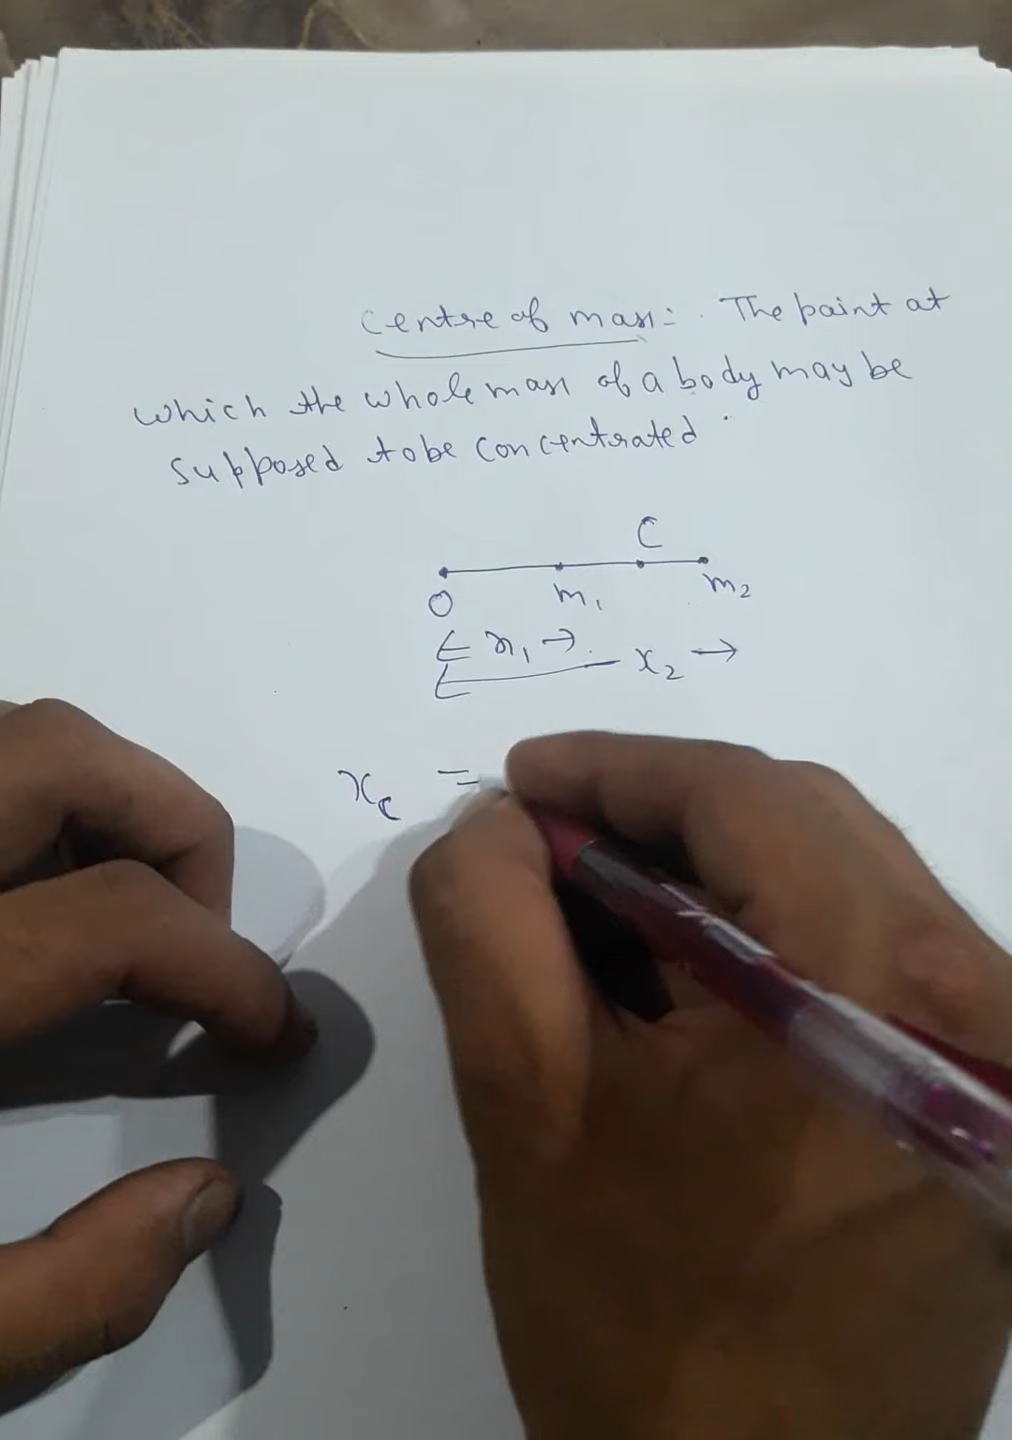 Centre of mass: The point at
which the whole mass of a body may be
supposed to be concentrated
C
O m₁ m₂
← x₁ →
← x₂ →
x_c =